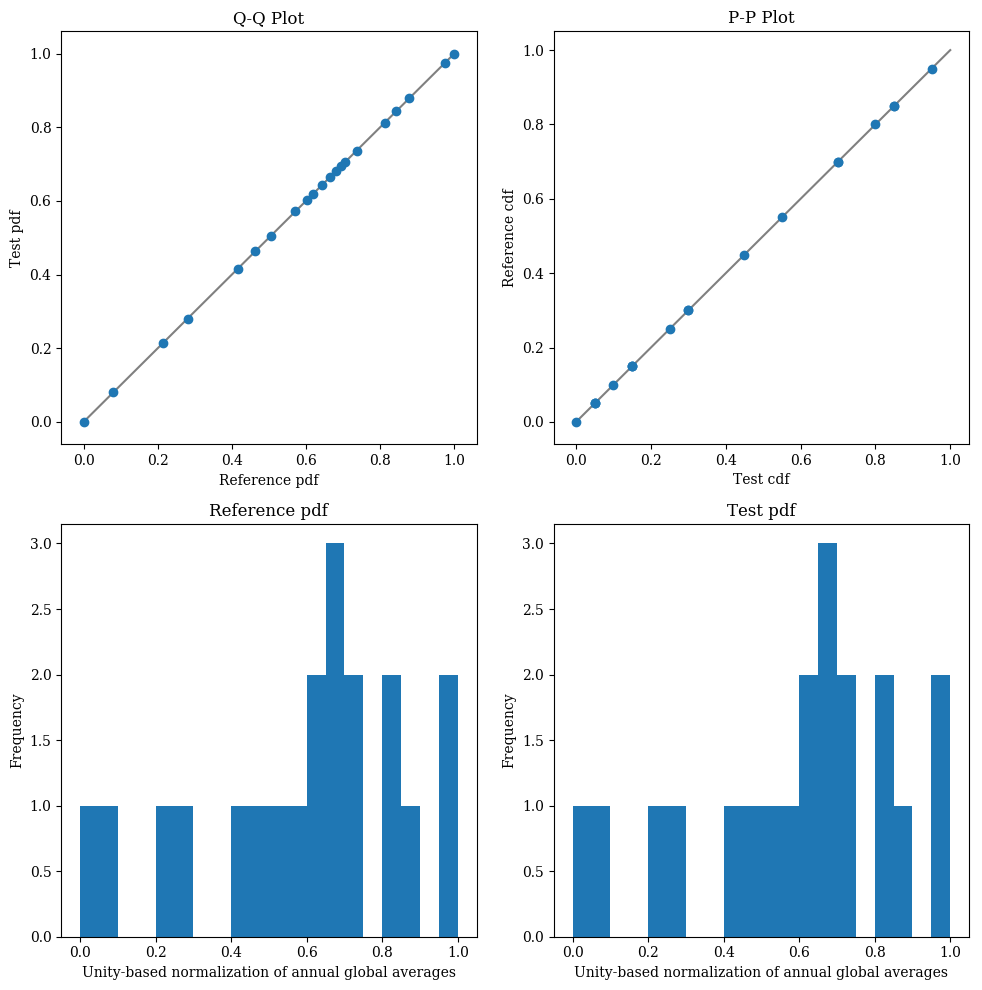 Q-Q Plot
1.0
0.8
0.6
0.4
0.2
0.0
Test pdf
0.0 0.2 0.4 0.6 0.8 1.0
Reference pdf
P-P Plot
1.0
0.8
0.6
0.4
0.2
0.0
Reference cdf
0.0 0.2 0.4 0.6 0.8 1.0
Test cdf
Reference pdf
3.0
2.5
2.0
1.5
1.0
0.5
0.0
Frequency
0.0 0.2 0.4 0.6 0.8 1.0
Unity-based normalization of annual global averages
Test pdf
3.0
2.5
2.0
1.5
1.0
0.5
0.0
Frequency
0.0 0.2 0.4 0.6 0.8 1.0
Unity-based normalization of annual global averages